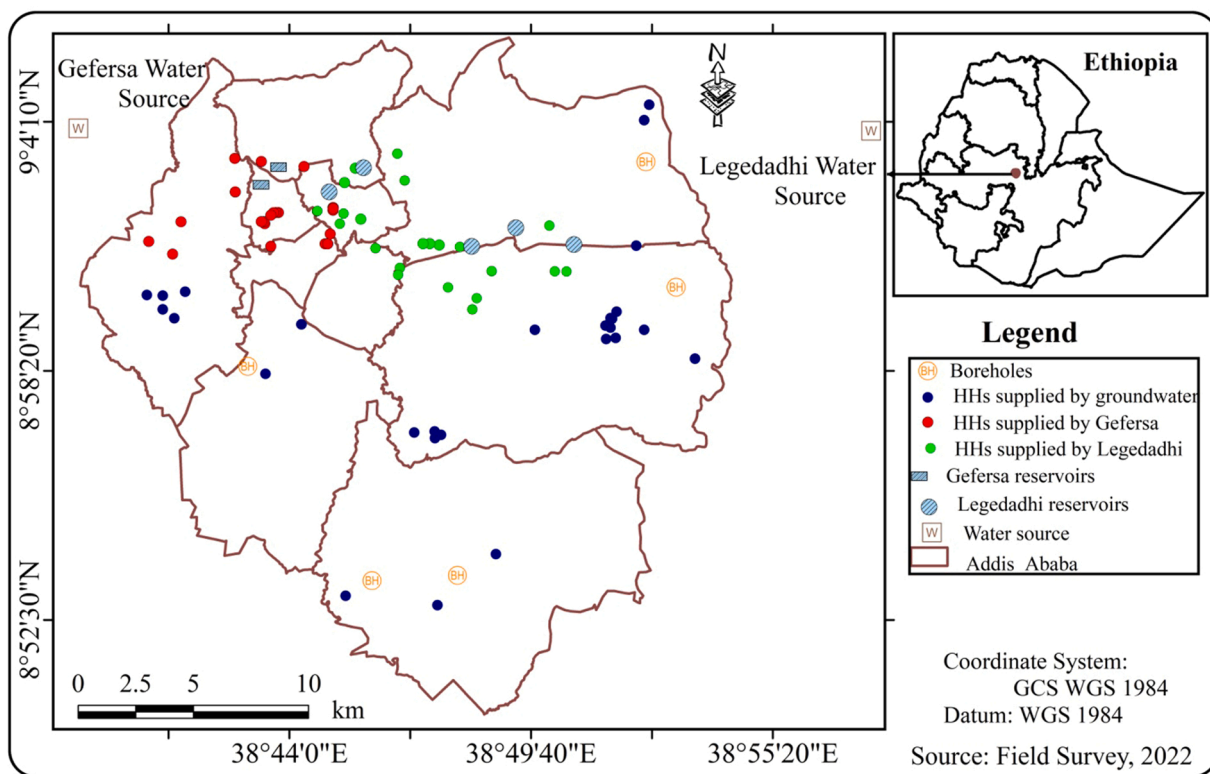 Gefersa Water
Source
N
Ethiopia
9°4'10"N
W
W
BH
Legedadhi Water
Source
BH
Legend
8°58'20"N
BH
BH Boreholes
HHs supplied by groundwater
HHs supplied by Gefersa
HHs supplied by Legedadhi
Gefersa reservoirs
Legedadhi reservoirs
W Water source
Addis Ababa
BH
BH
8°52'30"N
0 2.5 5 10
km
Coordinate System:
GCS WGS 1984
Datum: WGS 1984
38°44'0"E 38°49'40"E 38°55'20"E
Source: Field Survey, 2022